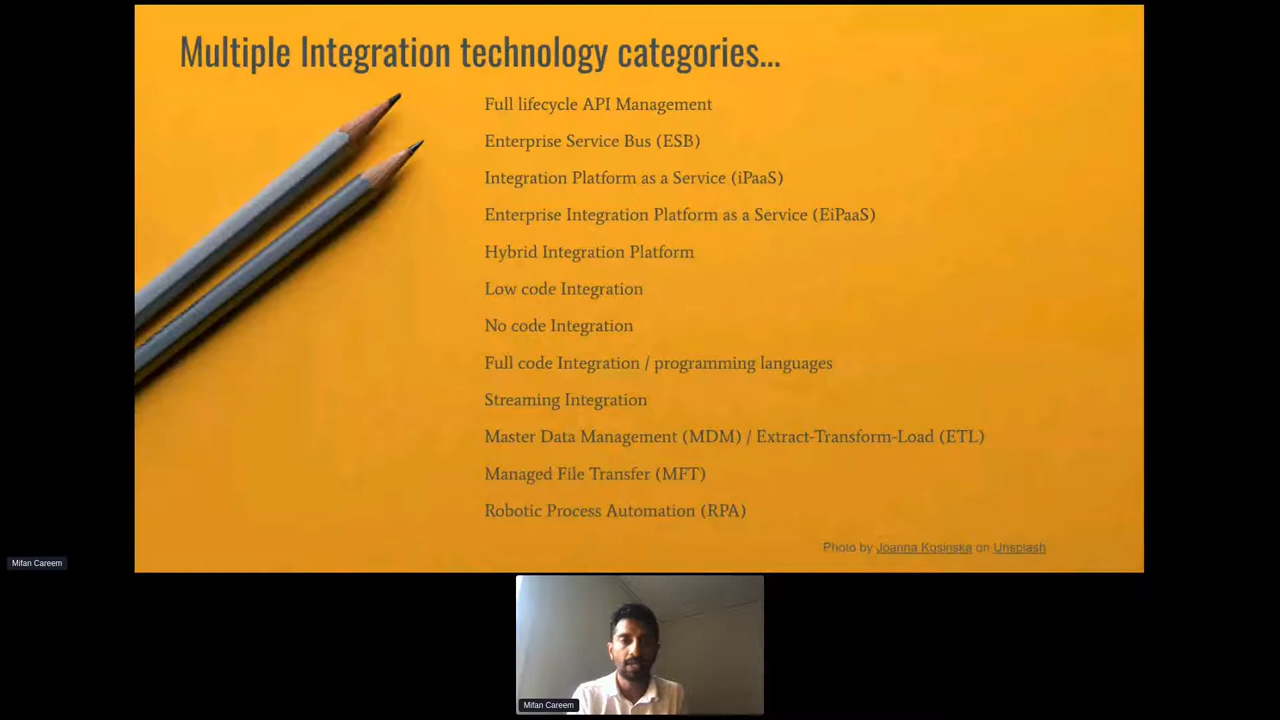 Multiple Integration technology categories...
Full lifecycle API Management
Enterprise Service Bus (ESB)
Integration Platform as a Service (iPaaS)
Enterprise Integration Platform as a Service (EiPaaS)
Hybrid Integration Platform
Low code Integration
No code Integration
Full code Integration / programming languages
Streaming Integration
Master Data Management (MDM) / Extract-Transform-Load (ETL)
Managed File Transfer (MFT)
Robotic Process Automation (RPA)
Photo by Joanna Kosinska on Unsplash
Mifan Careem
Mifan Careem